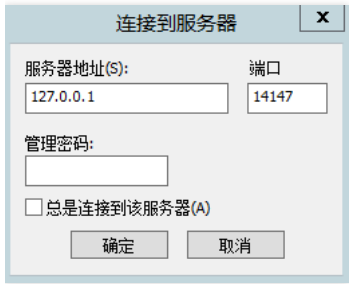 连接到服务器
x
服务器地址(S): 端口
127.0.0.1 14147
管理密码:
总是连接到该服务器(A)
确定 取消